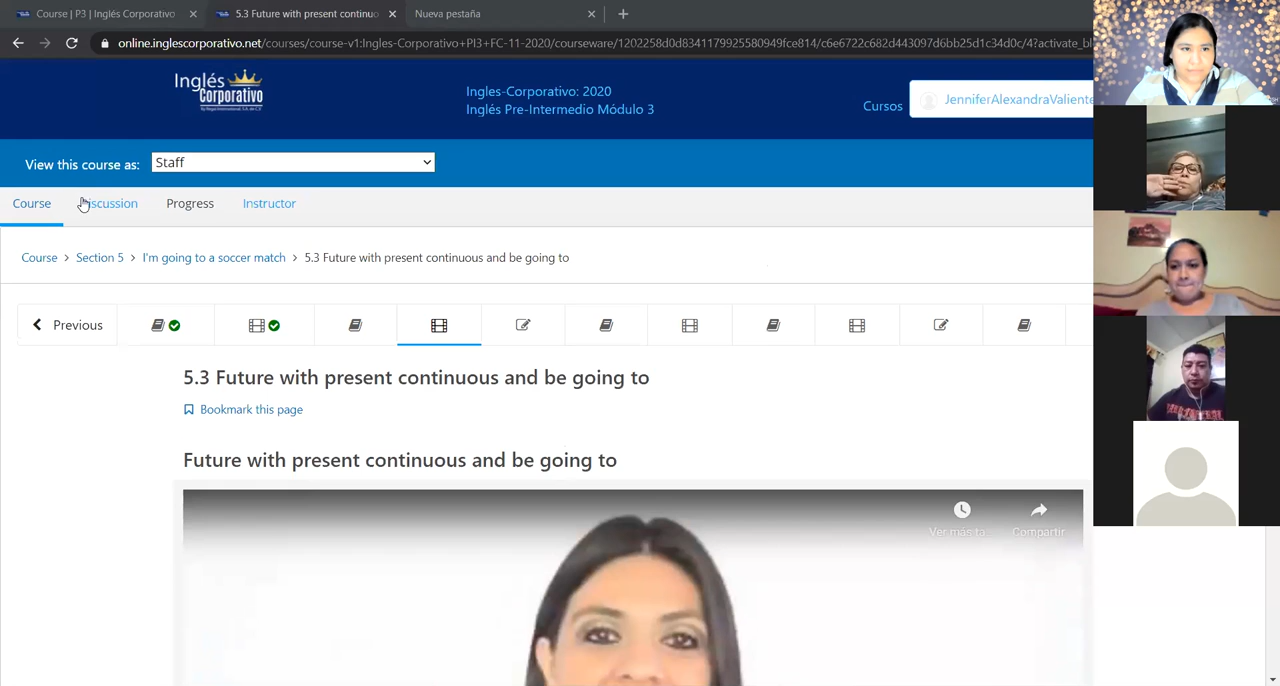 Course | P3 | Inglés Corporativo
5.3 Future with present continuo
Nueva pestaña
online.inglescorporativo.net/courses/course-v1:Ingles-Corporativo+PI3+FC-11-2020/courseware/1202258d0d8341179925580949fce814/c6e6722c682d443097d6bb25d1c34d0c/4?activate_bl
Inglés
Corporativo
Ingles-Corporativo: 2020
Inglés Pre-Intermedio Módulo 3
Cursos
JenniferAlexandraValiente
View this course as:
Staff
Course
Discussion
Progress
Instructor
Course > Section 5 > I'm going to a soccer match > 5.3 Future with present continuous and be going to
Previous
5.3 Future with present continuous and be going to
Bookmark this page
Future with present continuous and be going to
Ver más ta...
Compartir